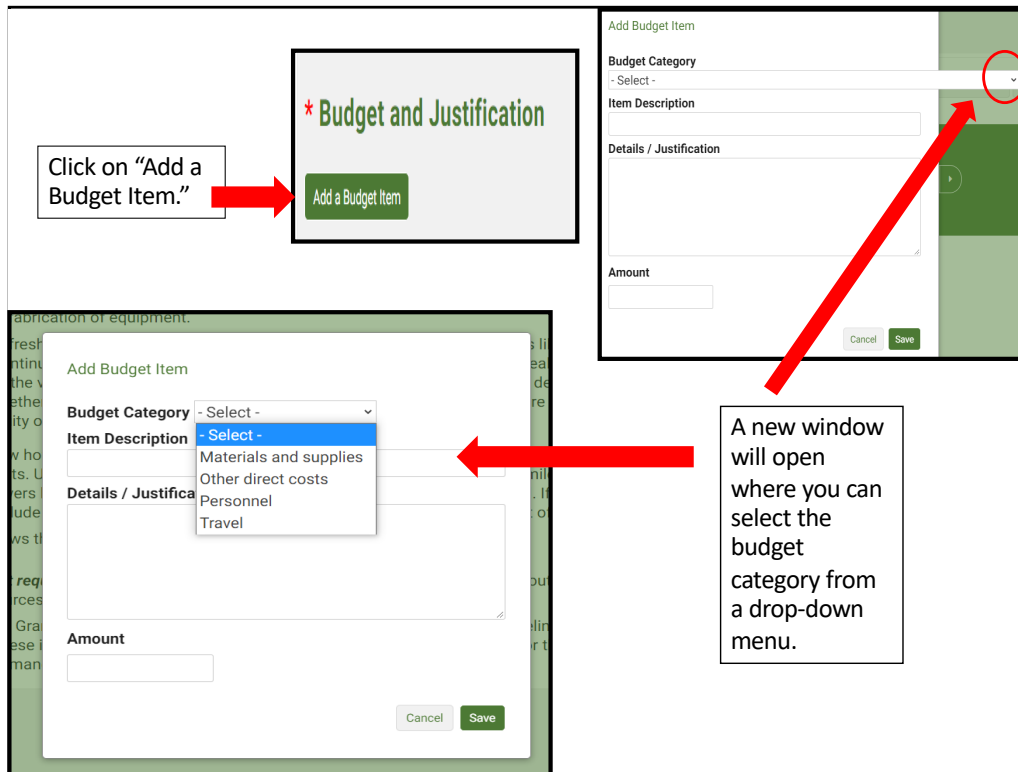 Click on “Add a
Budget Item.”
* Budget and Justification
Add a Budget Item
Add Budget Item
Budget Category
- Select -
Item Description
Details / Justification
Amount
Cancel
Save
fabrication of equipment.
Add Budget Item
Budget Category
- Select -
- Select -
Materials and supplies
Other direct costs
Personnel
Travel
Item Description
Details / Justifica
Amount
Cancel
Save
A new window
will open
where you can
select the
budget
category from
a drop-down
menu.